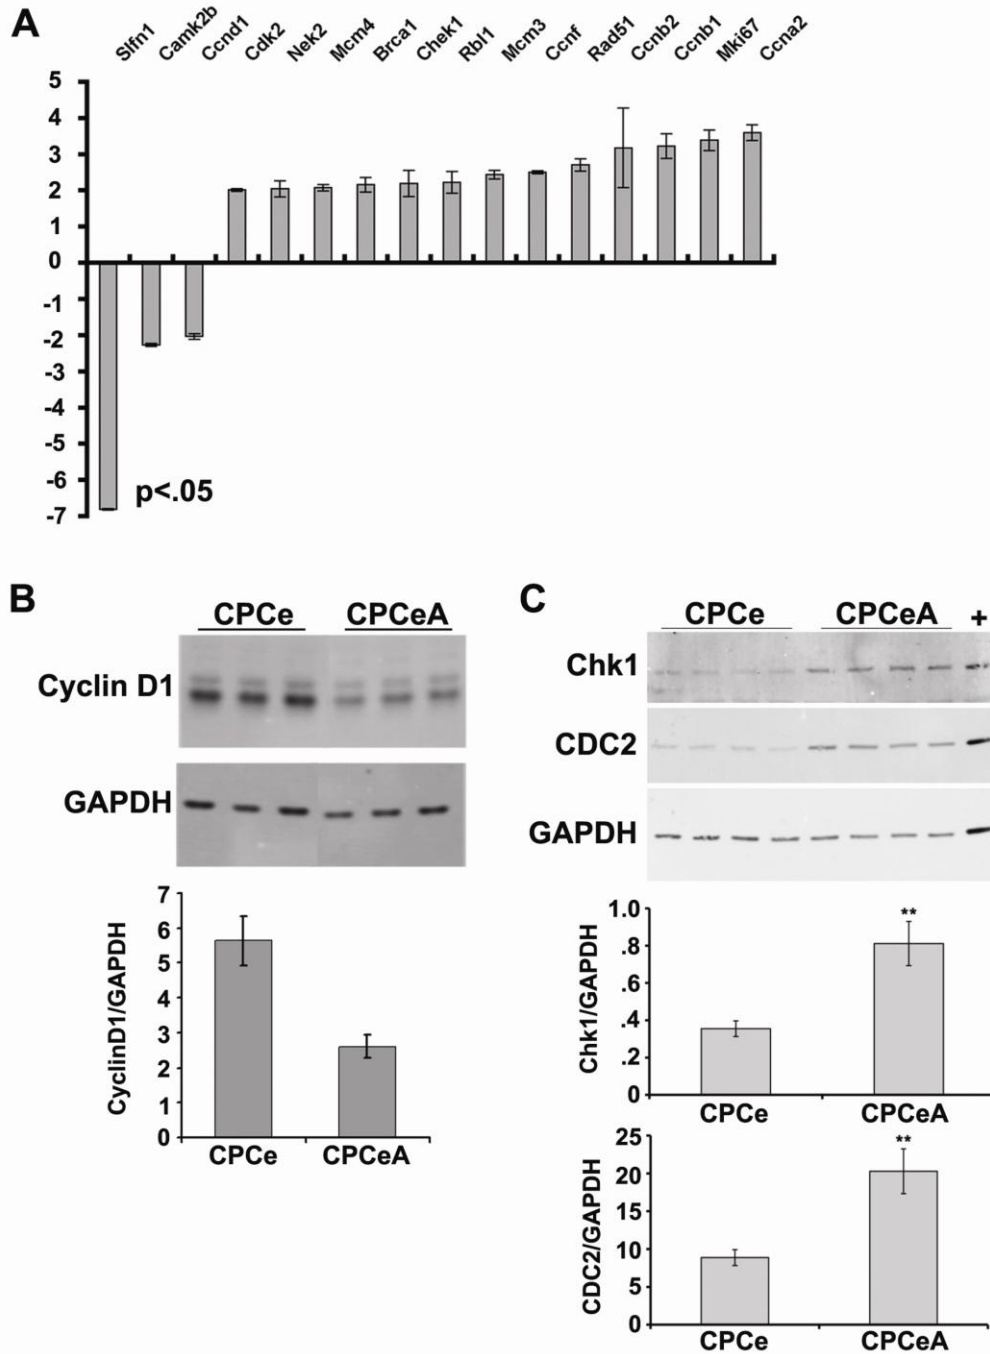 A
Slfn1 Camk2b Ccnd1 Cdk2 Nek2 Mcm4 Brca1 Chek1 Rbl1 Mcm3 Ccnf Rad51 Ccnb2 Ccnb1 Mki67 Ccna2
5
4
3
2
1
0
-1
-2
-3
-4
-5
-6
-7
p<.05
B
CPCe CPCeA
Cyclin D1
GAPDH
7
6
5
4
3
2
1
0
CyclinD1/GAPDH
CPCe CPCeA
C
CPCe CPCeA +
Chk1
CDC2
GAPDH
1.0
.8
.6
.4
.2
0
Chk1/GAPDH
**
CPCe CPCeA
25
20
15
10
5
0
CDC2/GAPDH
**
CPCe CPCeA